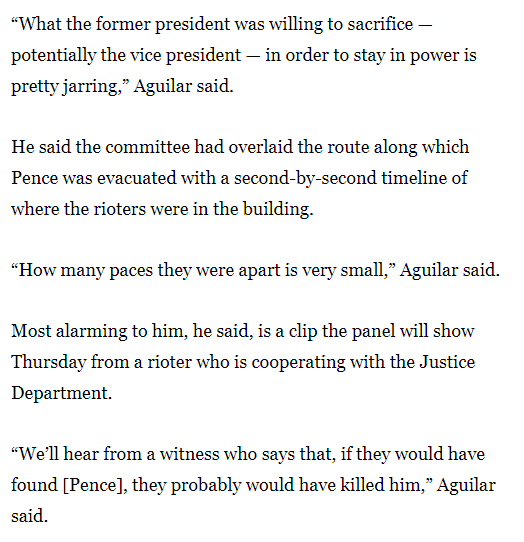 “What the former president was willing to sacrifice —
potentially the vice president — in order to stay in power is
pretty jarring,” Aguilar said.
He said the committee had overlaid the route along which
Pence was evacuated with a second-by-second timeline of
where the rioters were in the building.
“How many paces they were apart is very small,” Aguilar said.
Most alarming to him, he said, is a clip the panel will show
Thursday from a rioter who is cooperating with the Justice
Department.
“We’ll hear from a witness who says that, if they would have
found [Pence], they probably would have killed him,” Aguilar
said.